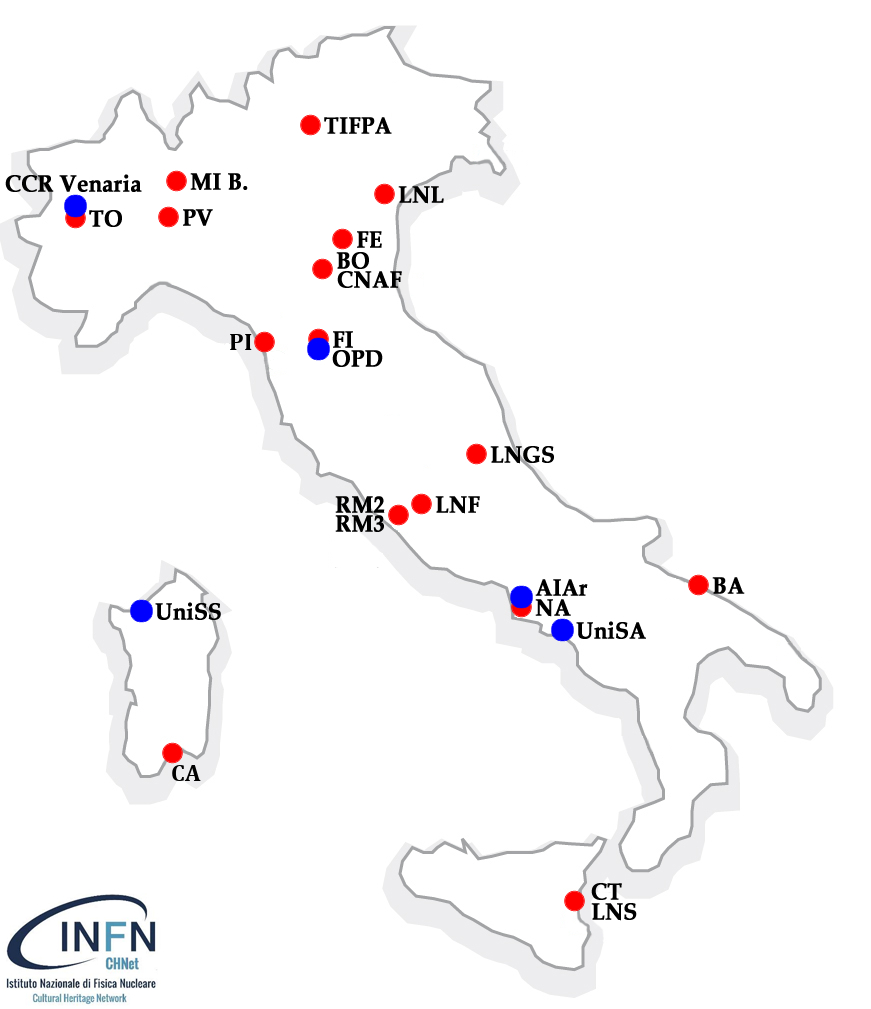 TIFPA
CCR Venaria
MI B.
LNL
TO
PV
FE
BO
CNAF
PI
FI
OPD
LNGS
RM2
RM3
LNF
AIAr
NA
BA
UniSS
UniSA
CA
CT
LNS
INFN
CHNet
Istituto Nazionale di Fisica Nucleare
Cultural Heritage Network